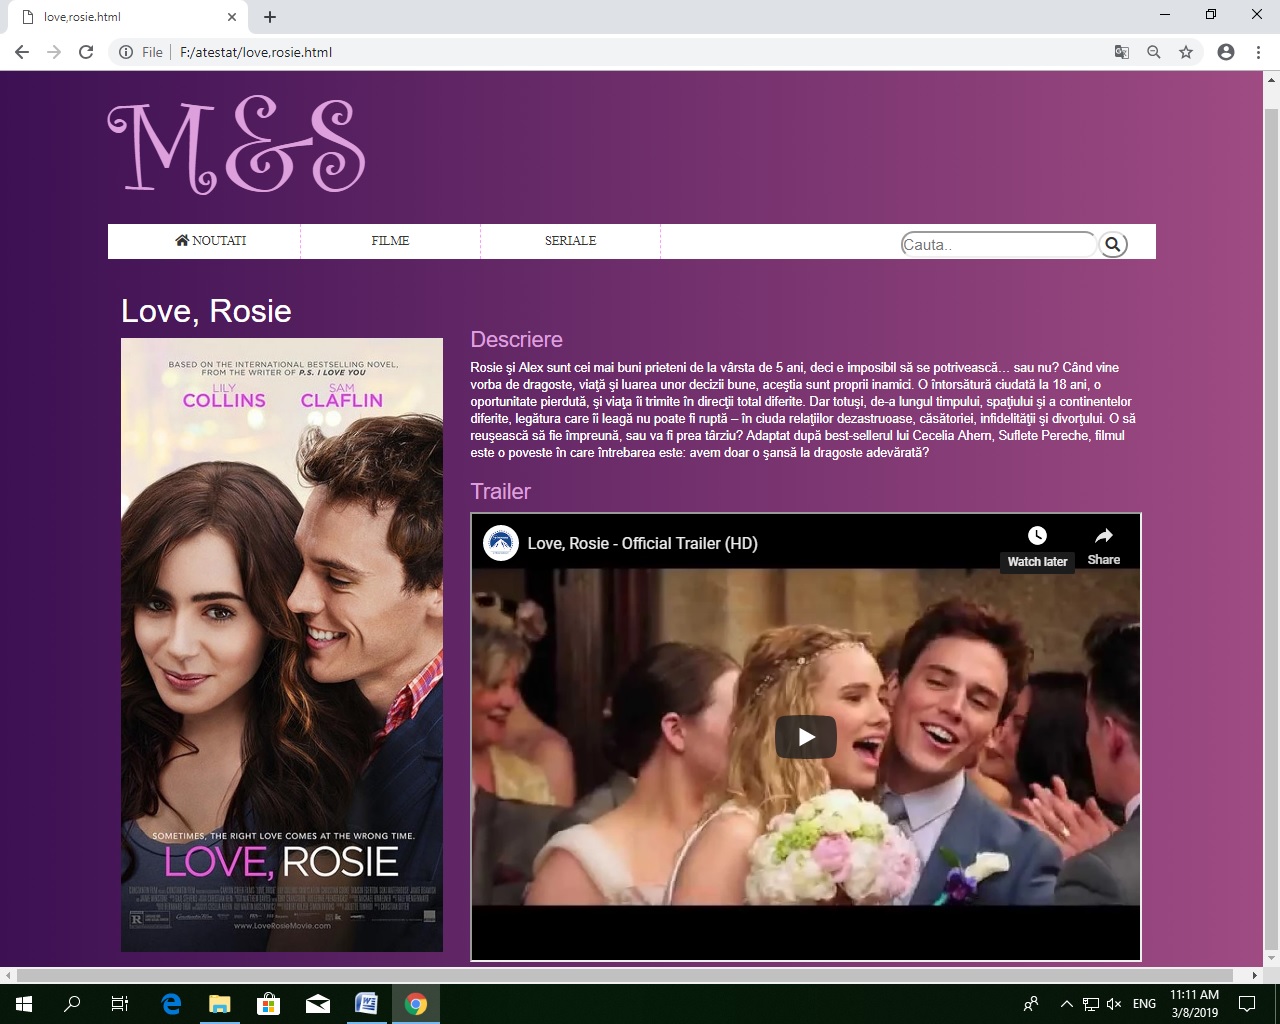 love,rosie.html
File F:/atestat/love,rosie.html
M&S
NOUTATI FILME SERIALE Cauta..
Love, Rosie
BASED ON THE INTERNATIONAL BESTSELLING NOVEL,
FROM THE WRITER OF P.S. I LOVE YOU
LILY COLLINS
SAM CLAFLIN
SOMETIMES, THE RIGHT LOVE COMES AT THE WRONG TIME.
LOVE, ROSIE
R
www.LoveRosieMovie.com
Descriere
Rosie şi Alex sunt cei mai buni prieteni de la vârsta de 5 ani, deci e imposibil să se potrivească… sau nu? Când vine
vorba de dragoste, viaţă şi luarea unor decizii bune, aceştia sunt proprii inamici. O întorsătură ciudată la 18 ani, o
oportunitate pierdută, şi viaţa îi trimite în direcţii total diferite. Dar totuşi, de-a lungul timpului, spaţiului şi a continentelor
diferite, legătura care îi leagă nu poate fi ruptă – în ciuda relaţiilor dezastruoase, căsătoriei, infidelităţii şi divorţului. O să
reuşească să fie împreună, sau va fi prea târziu? Adaptat după best-sellerul lui Cecelia Ahern, Suflete Pereche, filmul
este o poveste în care întrebarea este: avem doar o şansă la dragoste adevărată?
Trailer
Love, Rosie - Official Trailer (HD)
Watch later Share
ENG
11:11 AM
3/8/2019